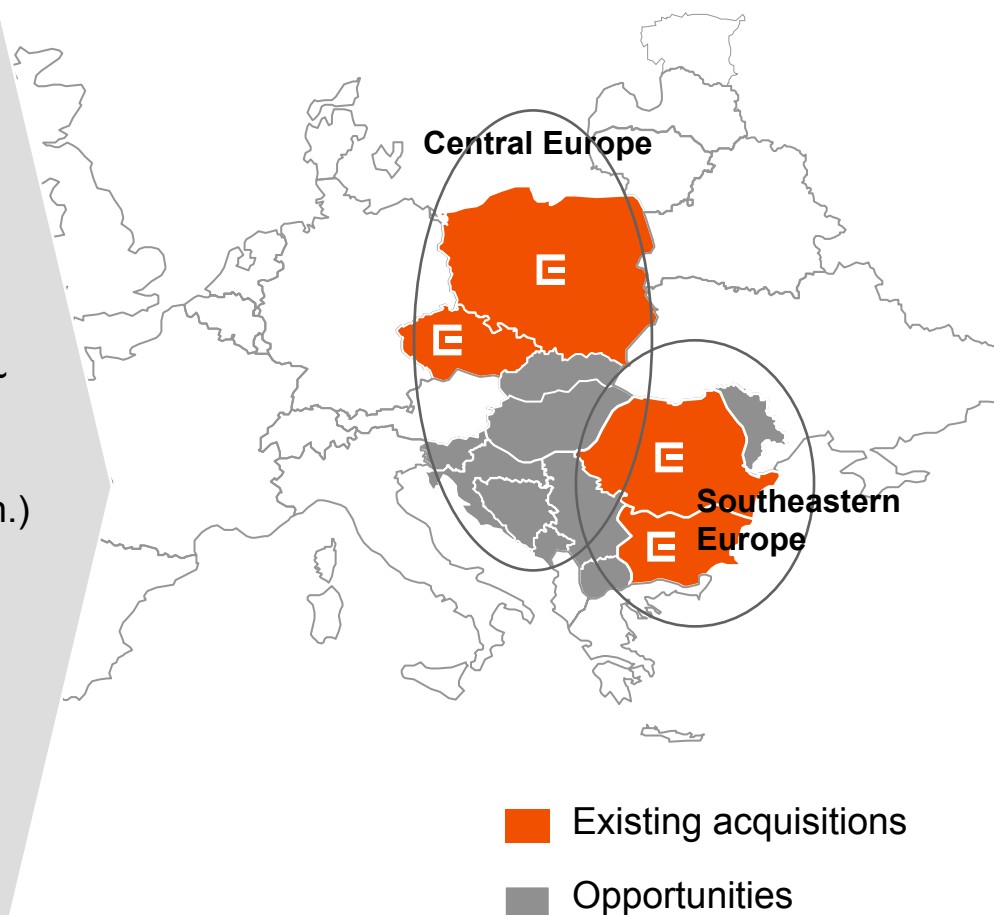 Central Europe
n.)
Southeastern
Europe
Existing acquisitions
Opportunities